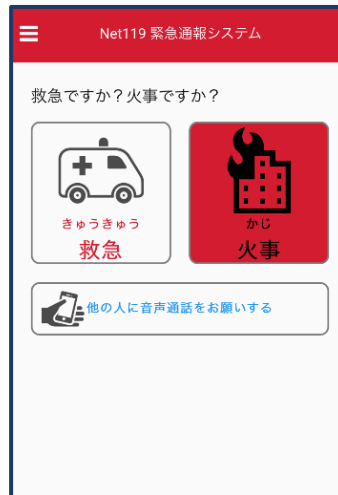 Net119 緊急通報システム
救急ですか？火事ですか？
きゅうきゅう
救急
かじ
火事
他の人に音声通話をお願いする